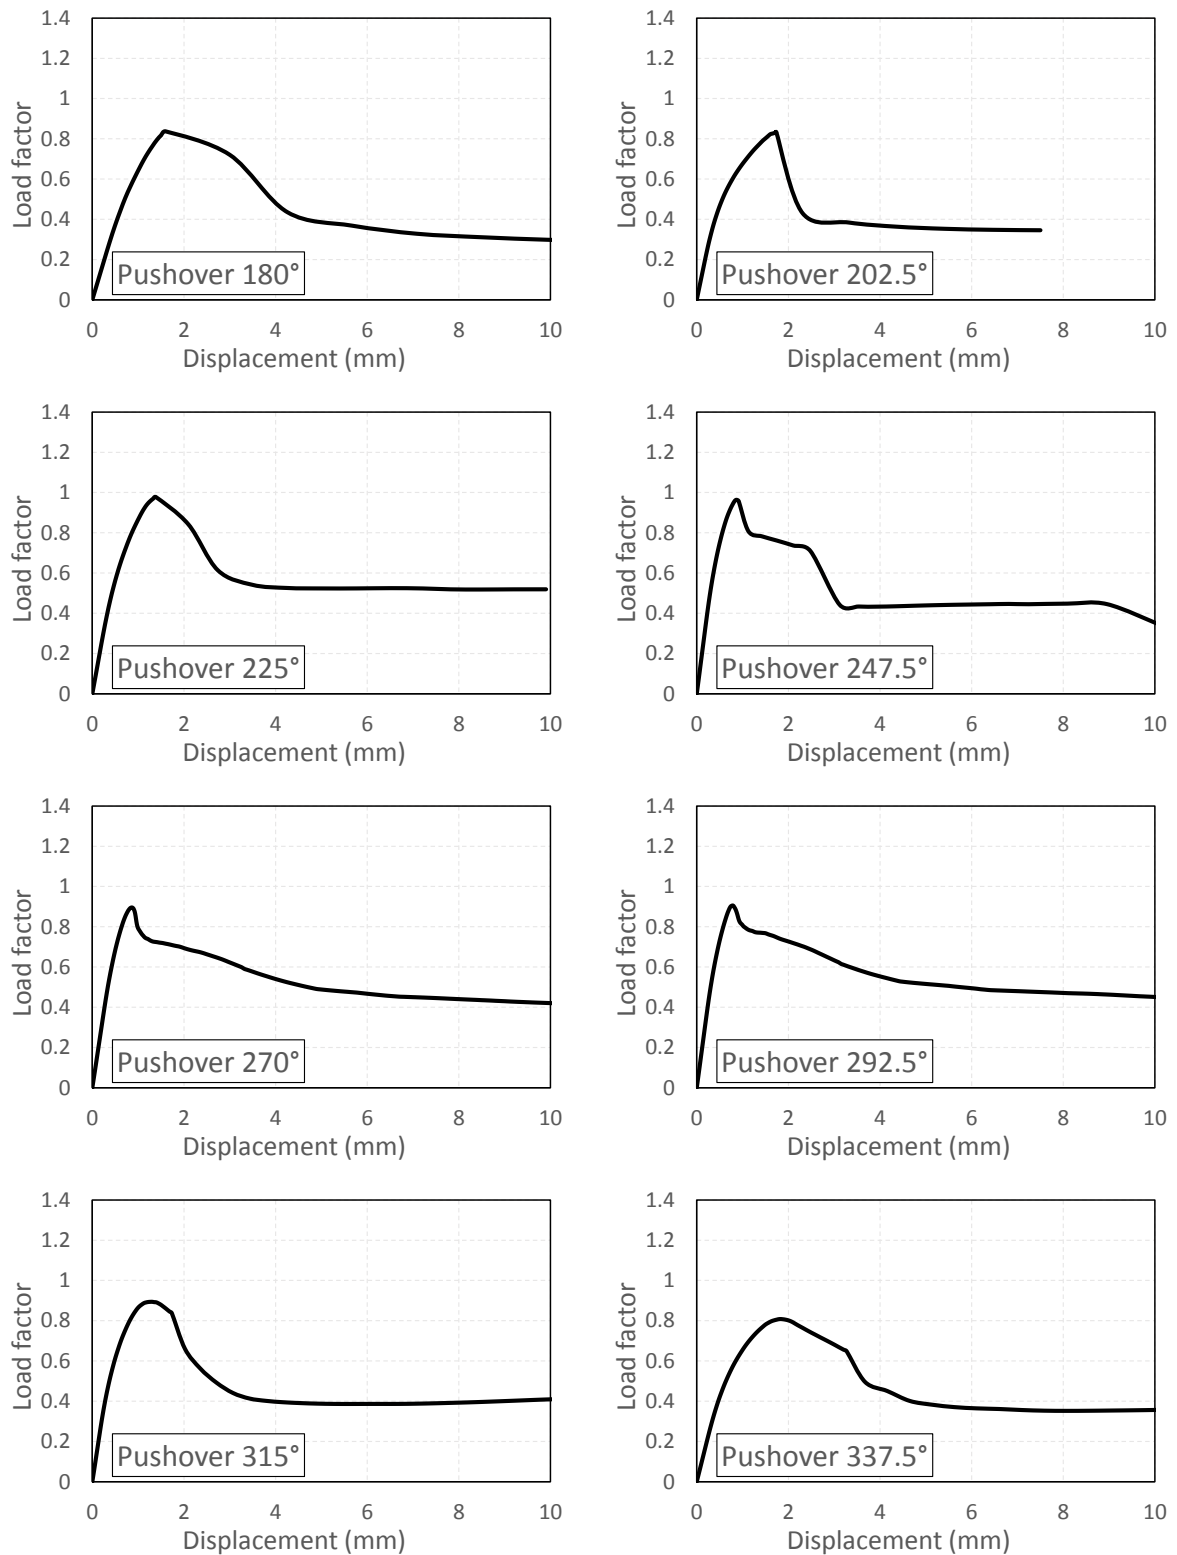 1.4 1.4
1.2 1.2
1 1
0.8 0.8
0.6 0.6
0.4 0.4
0.2 0.2
0 0
Load factor Load factor
Pushover 180° Pushover 202.5°
0 2 4 6 8 10 0 2 4 6 8 10
Displacement (mm) Displacement (mm)
1.4 1.4
1.2 1.2
1 1
0.8 0.8
0.6 0.6
0.4 0.4
0.2 0.2
0 0
Load factor Load factor
Pushover 225° Pushover 247.5°
0 2 4 6 8 10 0 2 4 6 8 10
Displacement (mm) Displacement (mm)
1.4 1.4
1.2 1.2
1 1
0.8 0.8
0.6 0.6
0.4 0.4
0.2 0.2
0 0
Load factor Load factor
Pushover 270° Pushover 292.5°
0 2 4 6 8 10 0 2 4 6 8 10
Displacement (mm) Displacement (mm)
1.4 1.4
1.2 1.2
1 1
0.8 0.8
0.6 0.6
0.4 0.4
0.2 0.2
0 0
Load factor Load factor
Pushover 315° Pushover 337.5°
0 2 4 6 8 10 0 2 4 6 8 10
Displacement (mm) Displacement (mm)